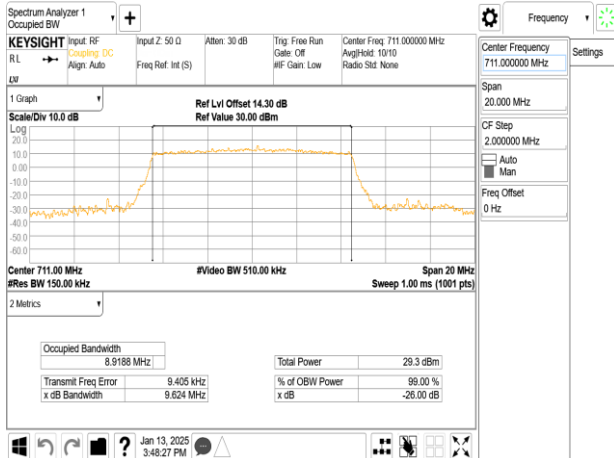 Spectrum Analyzer 1
Occupied BW
Frequency
KEYSIGHT
RL
LXI
Input: RF
Coupling: DC
Align: Auto
Input Z: 50 Ω
Freq Ref: Int (S)
Atten: 30 dB
Trig: Free Run
Gate: Off
#IF Gain: Low
Center Freq: 711.000000 MHz
Avg|Hold: 10/10
Radio Std: None
Center Frequency
711.000000 MHz
Settings
Span
20.000 MHz
CF Step
2.000000 MHz
Auto
Man
Freq Offset
0 Hz
1 Graph
Scale/Div 10.0 dB
Ref Lvl Offset 14.30 dB
Ref Value 30.00 dBm
Log
20.0
10.0
0.00
-10.0
-20.0
-30.0
-40.0
-50.0
-60.0
Center 711.00 MHz
#Video BW 510.00 kHz
Span 20 MHz
#Res BW 150.00 kHz
Sweep 1.00 ms (1001 pts)
2 Metrics
Occupied Bandwidth
8.9188 MHz
Total Power 29.3 dBm
Transmit Freq Error 9.405 kHz
% of OBW Power 99.00 %
x dB Bandwidth 9.624 MHz
x dB -26.00 dB
?
Jan 13, 2025
3:48:27 PM